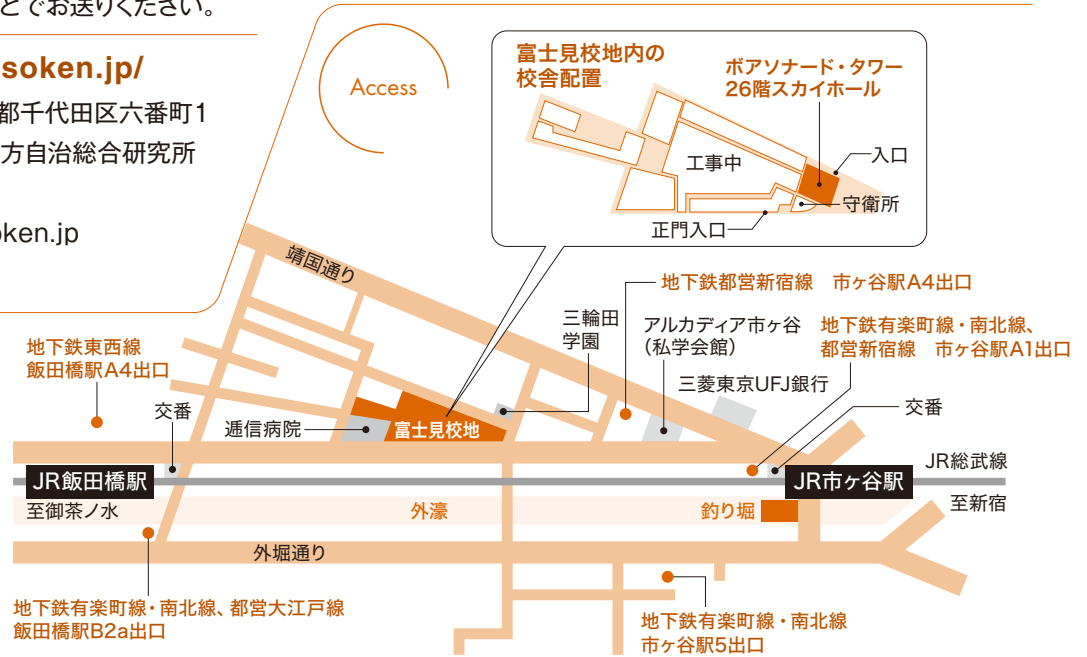 とでお送りください。
soken.jp/
都千代田区六番町1
方自治総合研究所
ken.jp
Access
富士見校地内の
校舎配置
ボアソナード・タワー
26階スカイホール
工事中
入口
守衛所
正門入口
靖国通り
地下鉄都営新宿線　市ヶ谷駅A4出口
三輪田
学園
アルカディア市ヶ谷
（私学会館）
地下鉄有楽町線・南北線、
都営新宿線　市ヶ谷駅A1出口
三菱東京UFJ銀行
地下鉄東西線
飯田橋駅A4出口
交番
逓信病院
富士見校地
交番
JR飯田橋駅
JR市ヶ谷駅
JR総武線
至御茶ノ水
外濠
釣り堀
至新宿
外堀通り
地下鉄有楽町線・南北線、都営大江戸線
飯田橋駅B2a出口
地下鉄有楽町線・南北線
市ヶ谷駅5出口